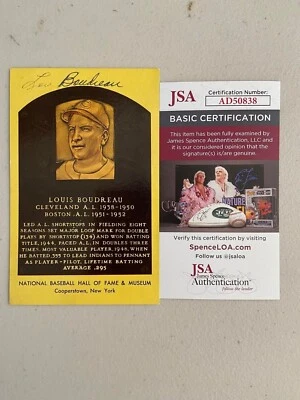 Lou Boudreau
LOUIS BOUDREAU
CLEVELAND A.L. 1938-1950
BOSTON A.L. 1951-1952
LED A.L. SHORTSTOPS IN FIELDING EIGHT
SEASONS SET MAJOR LOOP MARK FOR DOUBLE
PLAYS BY SHORTSTOP (134) AND WON BATTING
TITLE, 1944. PACED A.L. IN DOUBLES THREE
TIMES. MOST VALUABLE PLAYER, 1948, WHEN
HE BATTED .355 TO LEAD INDIANS TO PENNANT
AS PLAYER-PILOT. LIFETIME BATTING
AVERAGE .295
NATIONAL BASEBALL HALL OF FAME & MUSEUM
Cooperstown, New York
JSA
Certification Number:
AD50838
BASIC CERTIFICATION
This item has been fully examined by
James Spence Authentication, LLC and
it is our considered opinion that the
signature(s) is/are genuine.
Verify this certification by visiting
SpenceLOA.com
Follow us @jsaloa
JSA
James Spence
Authentication